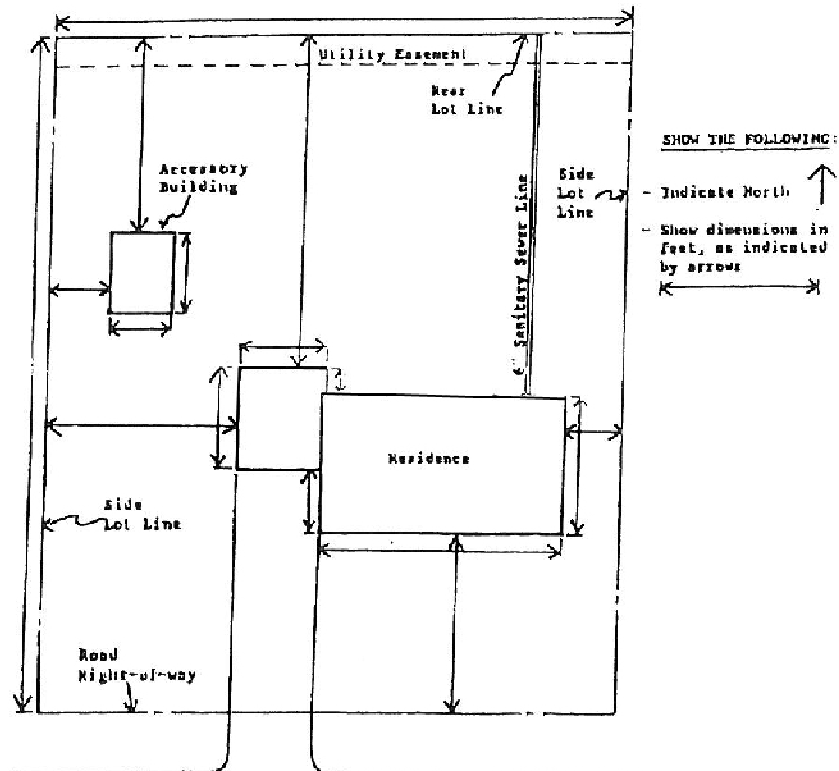 Utility Easement
Rear
Lot Line
SHOW THE FOLLOWING:
Accessory
Building
Side
Lot
Line
- Indicate North
- Show dimensions in
feet, as indicated
by arrows
6" Sanitary Sewer Line
Residence
Side
Lot Line
Road
Right-of-way